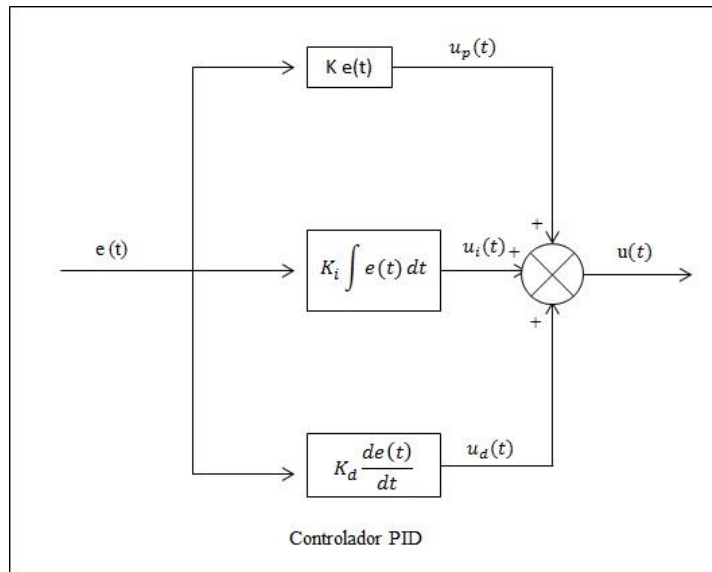 K e(t)
u_p(t)
+
e (t)
K_i ∫ e(t) dt
u_i(t) +
u(t)
+
K_d de(t)/dt
u_d(t)
Controlador PID